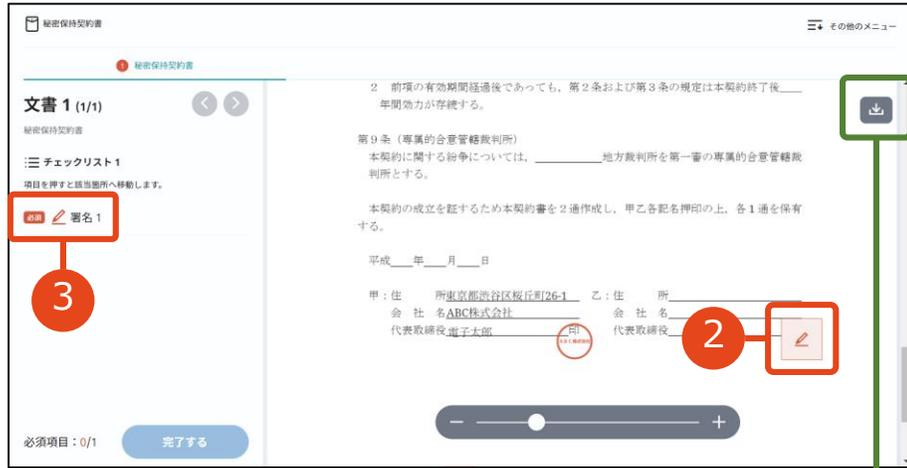 秘密保持契約書
その他のメニュー
1 秘密保持契約書
文書 1 (1/1)
秘密保持契約書
チェックリスト 1
項目を押すと該当箇所へ移動します。
必須 署名 1
3
必須項目:0/1
完了する
2 前項の有効期間経過後であっても、第2条および第3条の規定は本契約終了後____
年間効力が存続する。
第9条(専属的合意管轄裁判所)
本契約に関する紛争については、__________地方裁判所を第一審の専属的合意管轄裁
判所とする。
本契約の成立を証するため本契約書を2通作成し、甲乙各記名押印の上、各1通を保有
する。
平成____年____月____日
甲:住 所東京都渋谷区桜丘町26-1 乙:住 所
会 社 名ABC株式会社 会 社 名
代表取締役 電子太郎 印 代表取締役
2